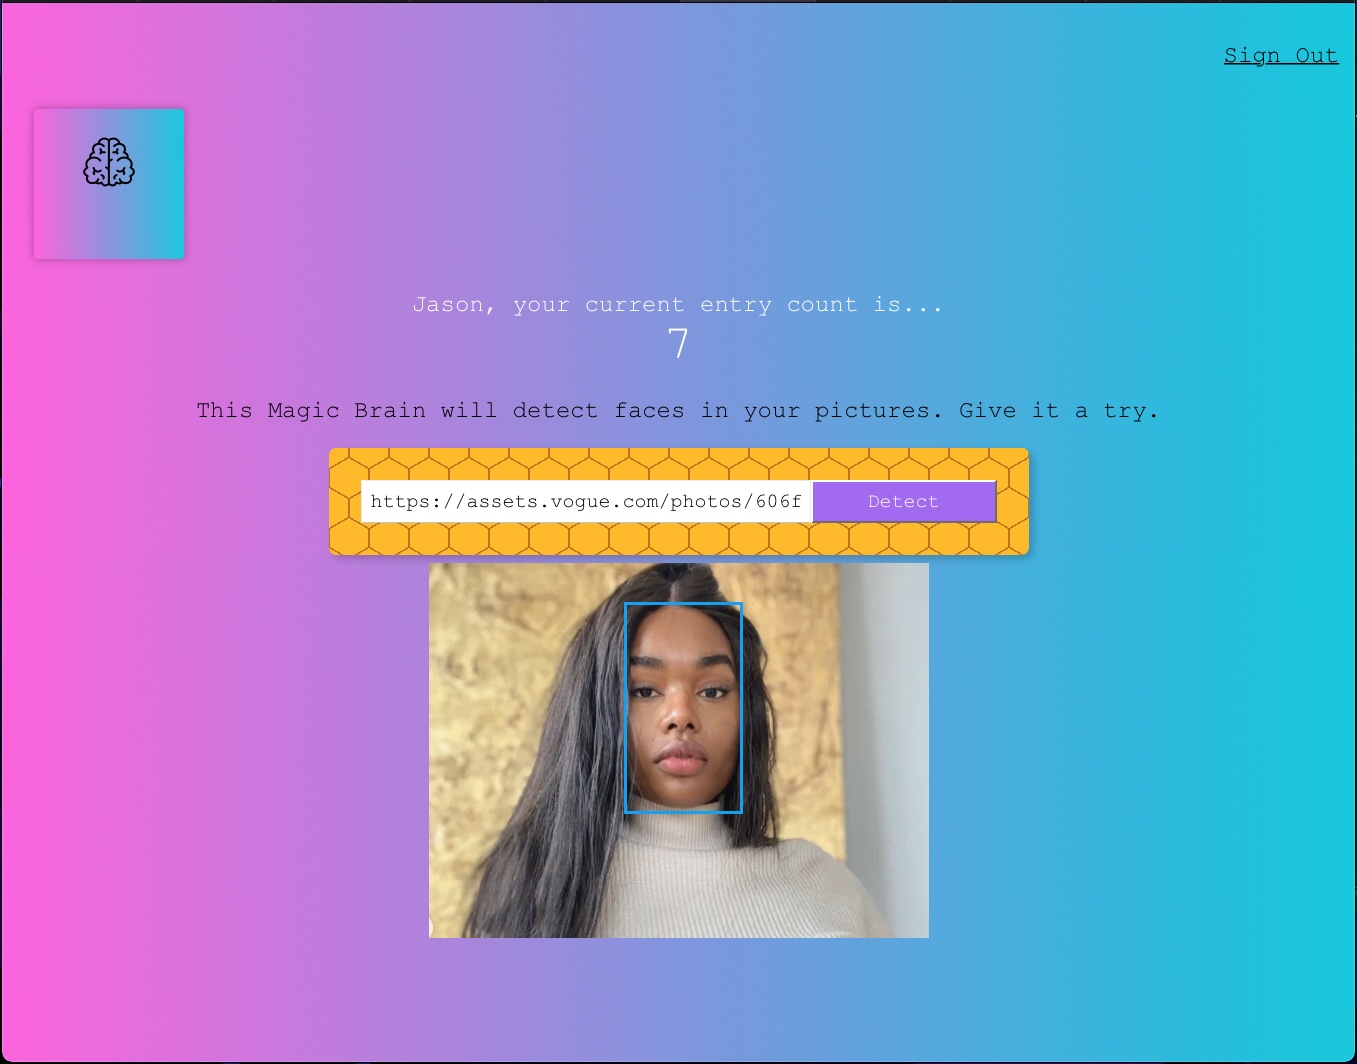 Sign Out
Jason, your current entry count is...
7
This Magic Brain will detect faces in your pictures. Give it a try.
https://assets.vogue.com/photos/606f
Detect